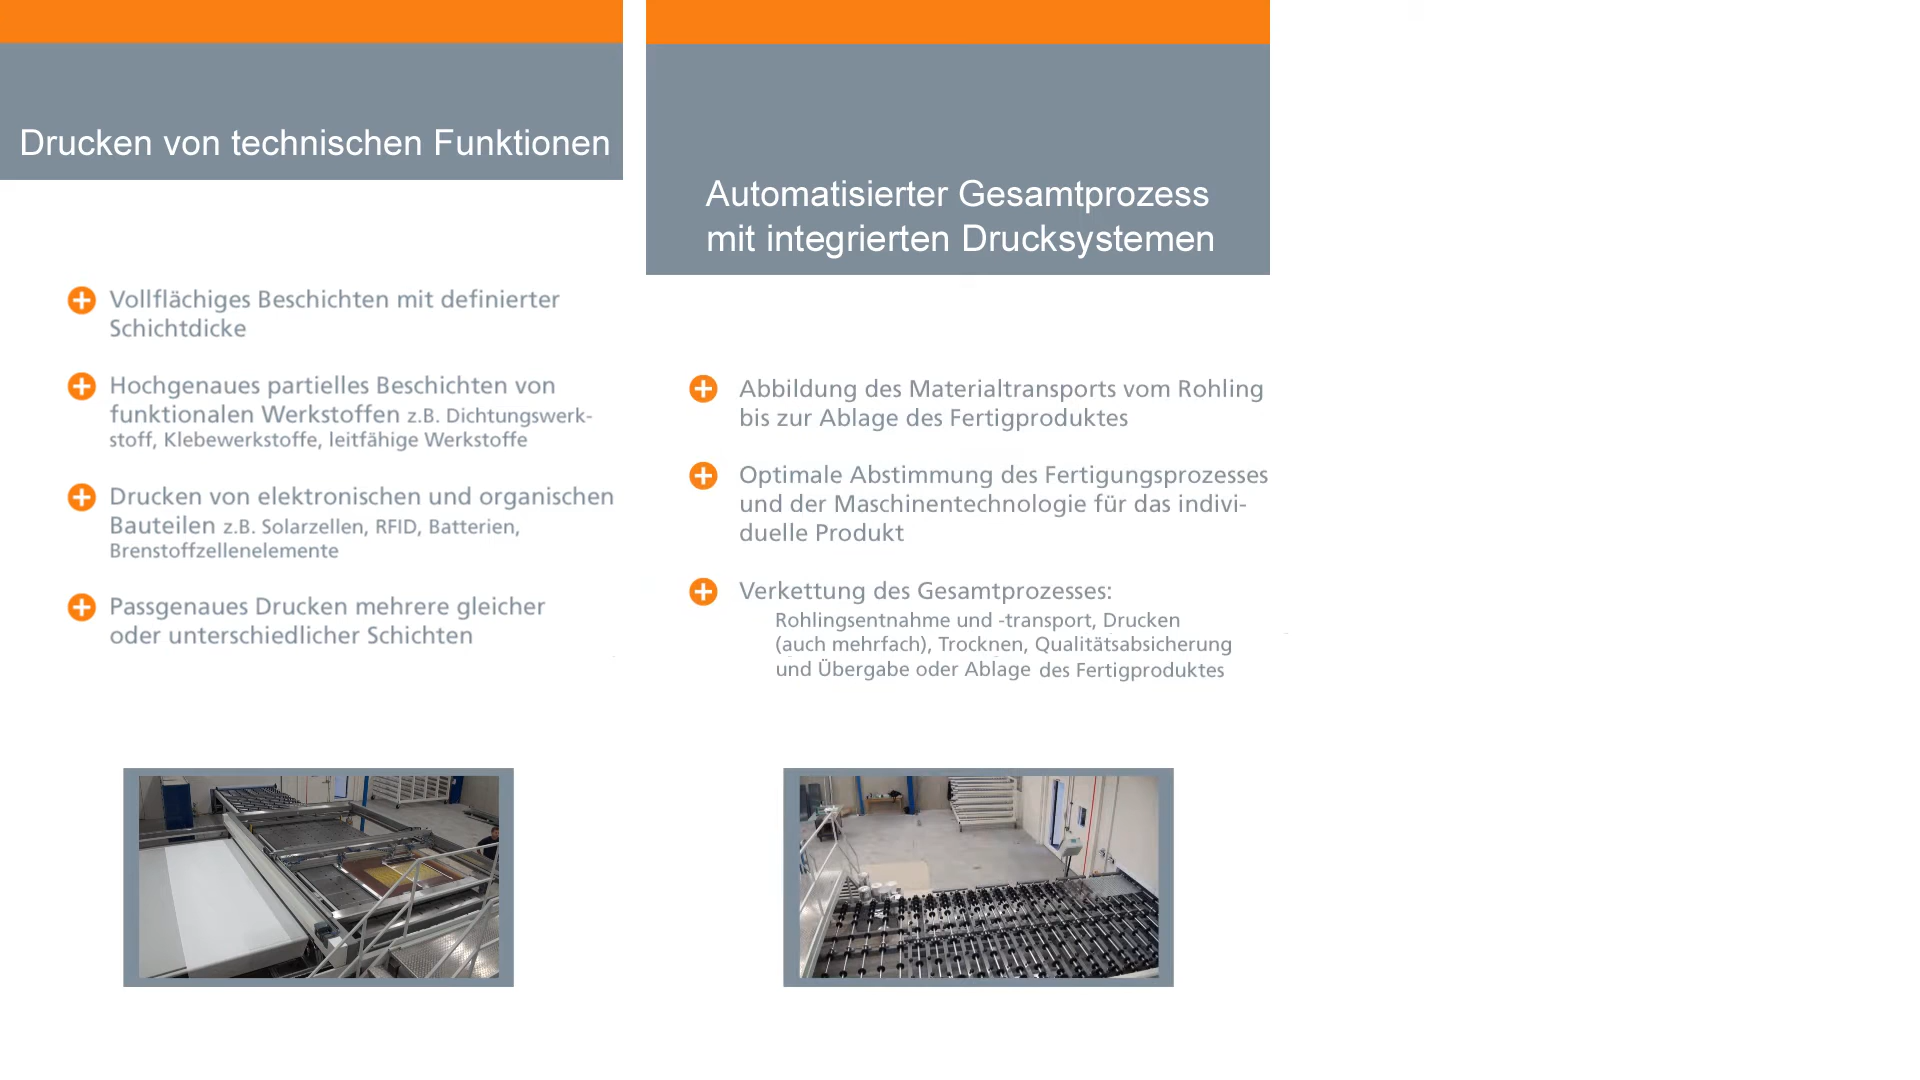 Drucken von technischen Funktionen
Vollflächiges Beschichten mit definierter
Schichtdicke
Hochgenaues partielles Beschichten von
funktionalen Werkstoffen z.B. Dichtungswerk-
stoff, Klebewerkstoffe, leitfähige Werkstoffe
Drucken von elektronischen und organischen
Bauteilen z.B. Solarzellen, RFID, Batterien,
Brenstoffzellenelemente
Passgenaues Drucken mehrere gleicher
oder unterschiedlicher Schichten
Automatisierter Gesamtprozess
mit integrierten Drucksystemen
Abbildung des Materialtransports vom Rohling
bis zur Ablage des Fertigproduktes
Optimale Abstimmung des Fertigungsprozesses
und der Maschinentechnologie für das indivi-
duelle Produkt
Verkettung des Gesamtprozesses:
Rohlingsentnahme und -transport, Drucken
(auch mehrfach), Trocknen, Qualitätsabsicherung
und Übergabe oder Ablage des Fertigproduktes